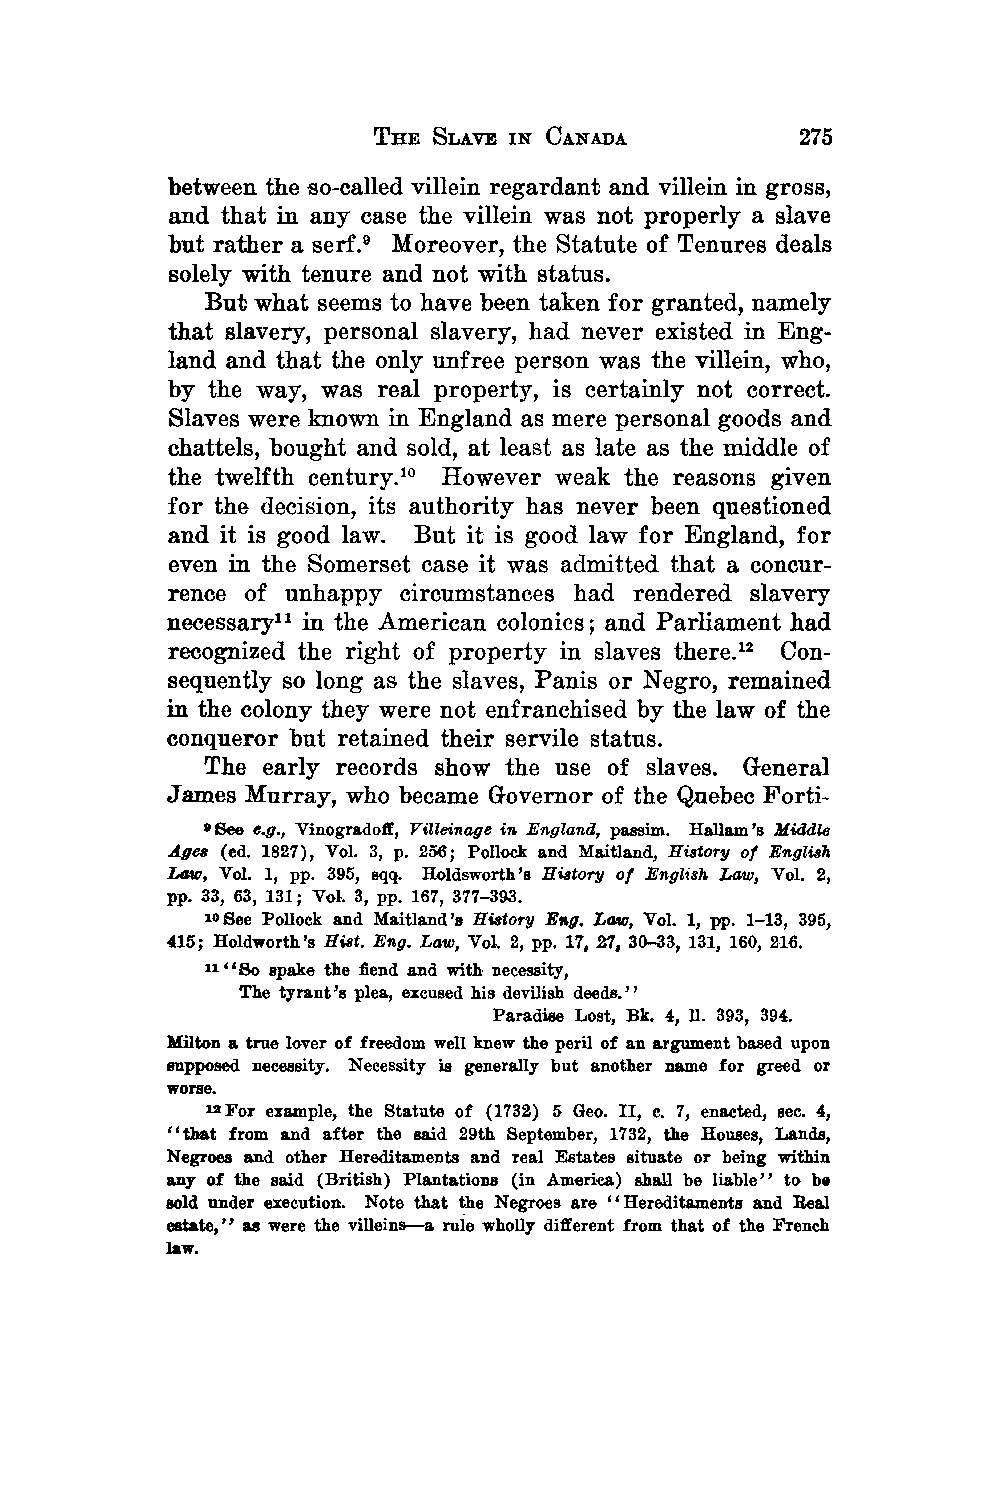 THE SLAVE IN CANADA 275
between the so-called villein regardant and villein in gross,
and that in any case the villein was not properly a slave
but rather a serf.⁹ Moreover, the Statute of Tenures deals
solely with tenure and not with status.
But what seems to have been taken for granted, namely
that slavery, personal slavery, had never existed in Eng-
land and that the only unfree person was the villein, who,
by the way, was real property, is certainly not correct.
Slaves were known in England as mere personal goods and
chattels, bought and sold, at least as late as the middle of
the twelfth century.¹⁰ However weak the reasons given
for the decision, its authority has never been questioned
and it is good law. But it is good law for England, for
even in the Somerset case it was admitted that a concur-
rence of unhappy circumstances had rendered slavery
necessary¹¹ in the American colonies; and Parliament had
recognized the right of property in slaves there.¹² Con-
sequently so long as the slaves, Panis or Negro, remained
in the colony they were not enfranchised by the law of the
conqueror but retained their servile status.
The early records show the use of slaves. General
James Murray, who became Governor of the Quebec Forti-
⁹ See e.g., Vinogradoff, Villeinage in England, passim. Hallam's Middle
Ages (ed. 1827), Vol. 3, p. 256; Pollock and Maitland, History of English
Law, Vol. 1, pp. 395, sqq. Holdsworth's History of English Law, Vol. 2,
pp. 33, 63, 131; Vol. 3, pp. 167, 377–393.
¹⁰ See Pollock and Maitland's History Eng. Law, Vol. 1, pp. 1–13, 395,
415; Holdworth's Hist. Eng. Law, Vol. 2, pp. 17, 27, 30–33, 131, 160, 216.
¹¹ "So spake the fiend and with necessity,
The tyrant's plea, excused his devilish deeds."
Paradise Lost, Bk. 4, ll. 393, 394.
Milton a true lover of freedom well knew the peril of an argument based upon
supposed necessity. Necessity is generally but another name for greed or
worse.
¹² For example, the Statute of (1732) 5 Geo. II, c. 7, enacted, sec. 4,
"that from and after the said 29th September, 1732, the Houses, Lands,
Negroes and other Hereditaments and real Estates situate or being within
any of the said (British) Plantations (in America) shall be liable" to be
sold under execution. Note that the Negroes are "Hereditaments and Real
estate," as were the villeins—a rule wholly different from that of the French
law.